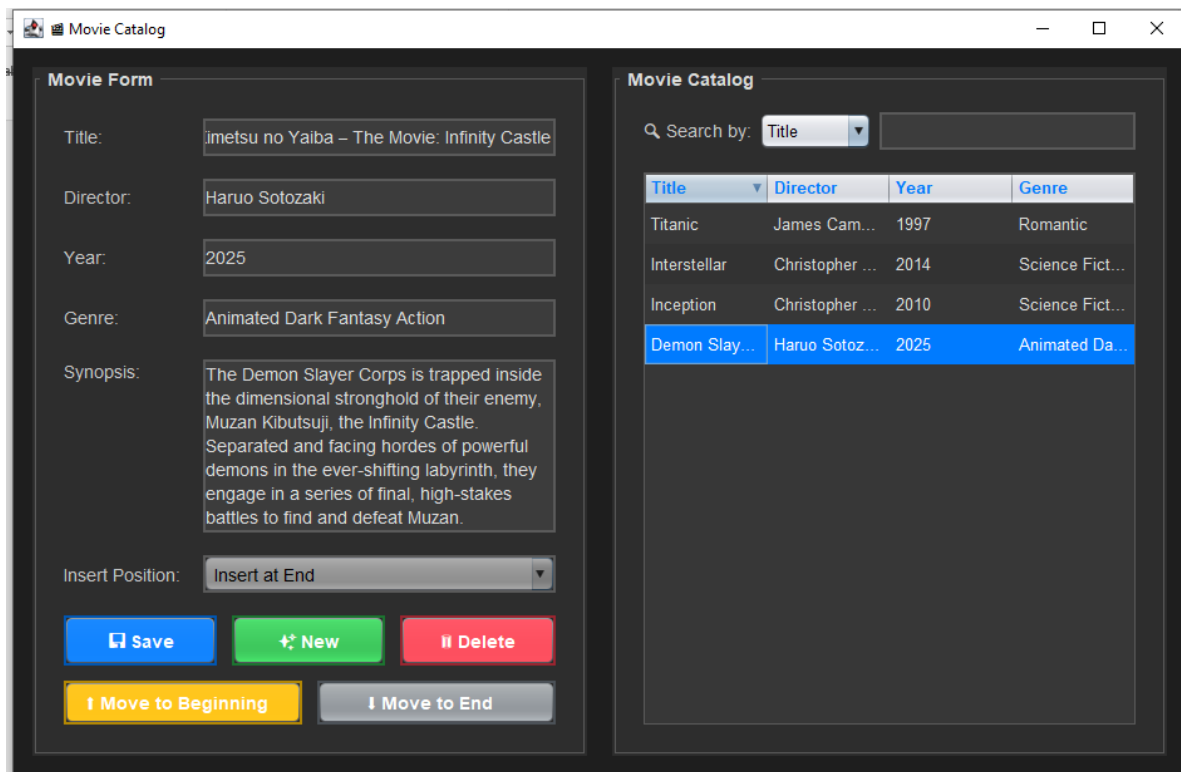 Movie Catalog
Movie Form
Title:
imetsu no Yaiba – The Movie: Infinity Castle
Director:
Haruo Sotozaki
Year:
2025
Genre:
Animated Dark Fantasy Action
Synopsis:
The Demon Slayer Corps is trapped inside
the dimensional stronghold of their enemy,
Muzan Kibutsuji, the Infinity Castle.
Separated and facing hordes of powerful
demons in the ever-shifting labyrinth, they
engage in a series of final, high-stakes
battles to find and defeat Muzan.
Insert Position:
Insert at End
Save
New
Delete
Move to Beginning
Move to End
Movie Catalog
Search by:
Title
Title Director Year Genre
Titanic James Cam... 1997 Romantic
Interstellar Christopher ... 2014 Science Fict...
Inception Christopher ... 2010 Science Fict...
Demon Slay... Haruo Sotoz... 2025 Animated Da...